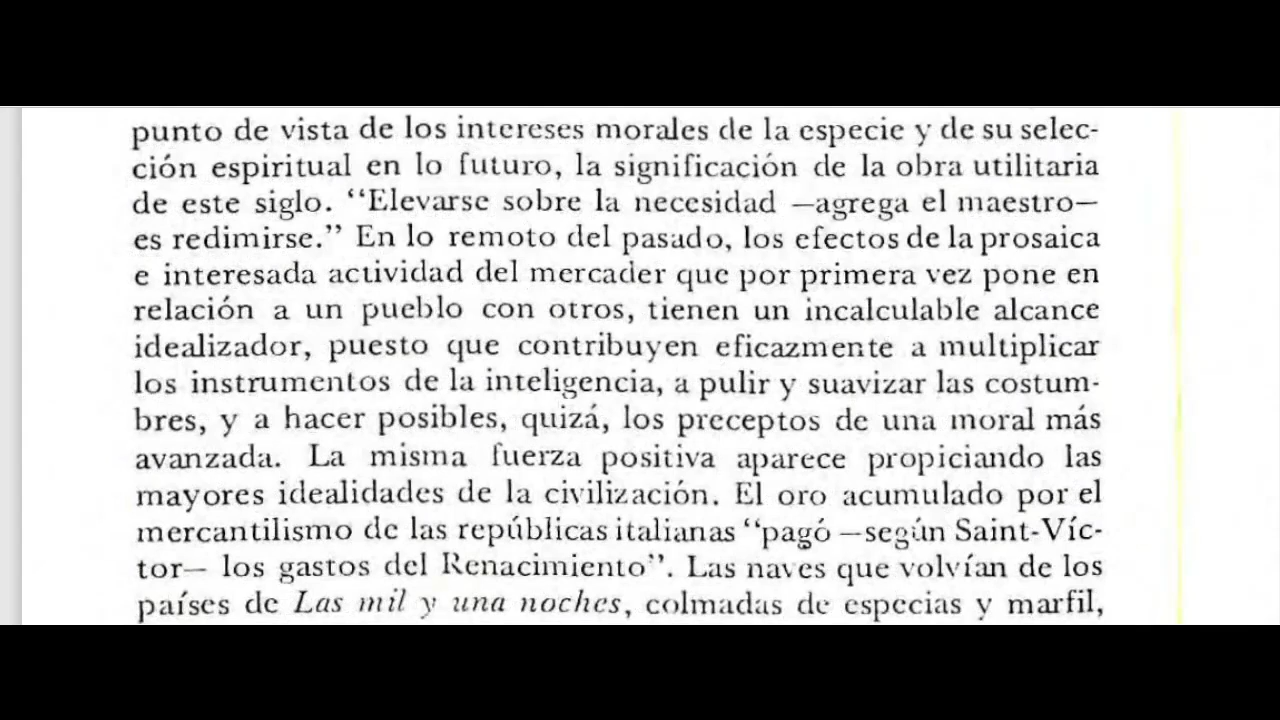 punto de vista de los intereses morales de la especie y de su selec-
ción espiritual en lo futuro, la significación de la obra utilitaria
de este siglo. “Elevarse sobre la necesidad —agrega el maestro—
es redimirse.” En lo remoto del pasado, los efectos de la prosaica
e interesada actividad del mercader que por primera vez pone en
relación a un pueblo con otros, tienen un incalculable alcance
idealizador, puesto que contribuyen eficazmente a multiplicar
los instrumentos de la inteligencia, a pulir y suavizar las costum-
bres, y a hacer posibles, quizá, los preceptos de una moral más
avanzada. La misma fuerza positiva aparece propiciando las
mayores idealidades de la civilización. El oro acumulado por el
mercantilismo de las repúblicas italianas “pagó —según Saint-Víc-
tor— los gastos del Renacimiento”. Las naves que volvían de los
países de Las mil y una noches, colmadas de especias y marfil,